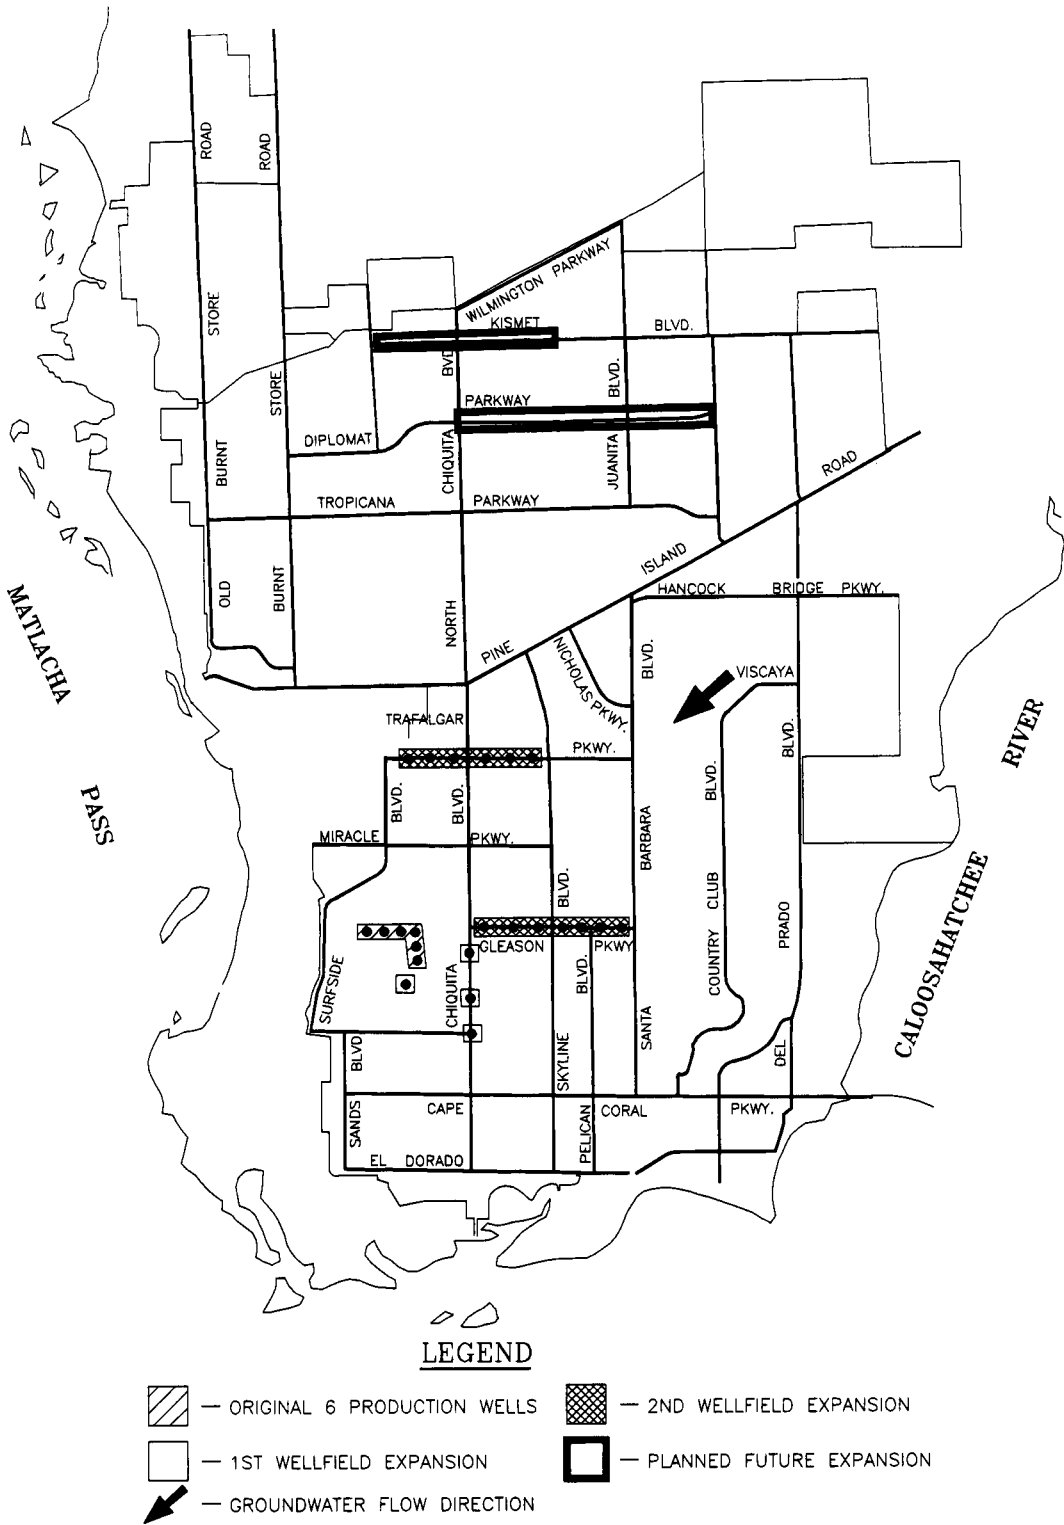 ROAD
ROAD
WILMINGTON PARKWAY
STORE
KISMET
BLVD.
BVD
STORE
BLVD.
PARKWAY
DIPLOMAT
CHIQUITA
JUANITA
BURNT
ROAD
TROPICANA
PARKWAY
ISLAND
OLD
BURNT
HANCOCK
BRIDGE PKWY.
NORTH
PINE
NICHOLAS PKWY.
BLVD.
VISCAYA
MATLACHA
PASS
TRAFALGAR
PKWY.
BLVD.
RIVER
BLVD.
BLVD.
BLVD.
MIRACLE
PKWY.
BARBARA
BLVD.
COUNTRY CLUB
PRADO
CALOOSAHATCHEE
GLEASON
PKWY
SURFSIDE
CHIQUITA
BLVD.
SANTA
BLVD
SKYLINE
DEL
SANDS
CAPE
CORAL
PKWY.
PELICAN
EL DORADO
LEGEND
— ORIGINAL 6 PRODUCTION WELLS
— 2ND WELLFIELD EXPANSION
— 1ST WELLFIELD EXPANSION
— PLANNED FUTURE EXPANSION
— GROUNDWATER FLOW DIRECTION